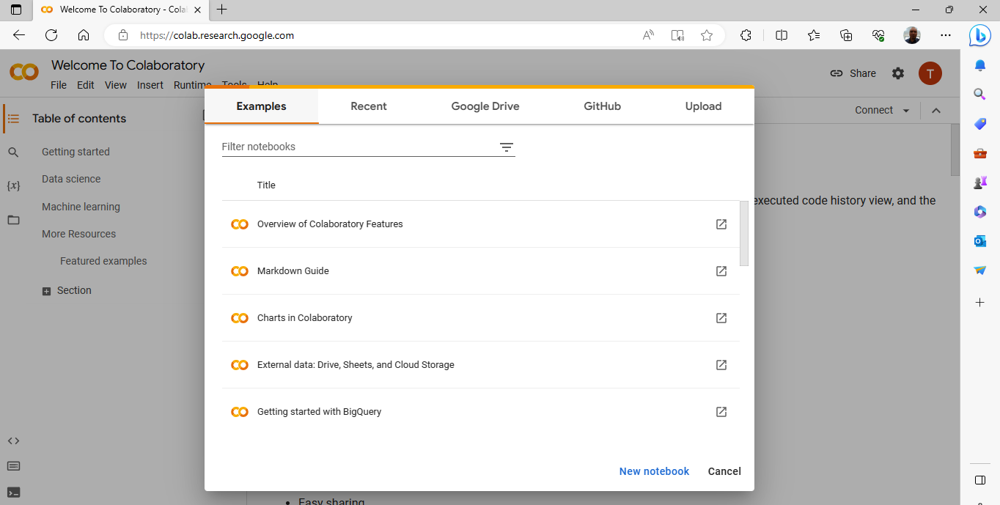 Welcome To Colaboratory - Cola
https://colab.research.google.com
Welcome To Colaboratory
File Edit View Insert Runtime Tools Help
Share
T
Table of contents
Getting started
Data science
Machine learning
More Resources
Featured examples
Section
Connect
Examples Recent Google Drive GitHub Upload
Filter notebooks
Title
Overview of Colaboratory Features
Markdown Guide
Charts in Colaboratory
External data: Drive, Sheets, and Cloud Storage
Getting started with BigQuery
New notebook Cancel
executed code history view, and the
Easy sharing